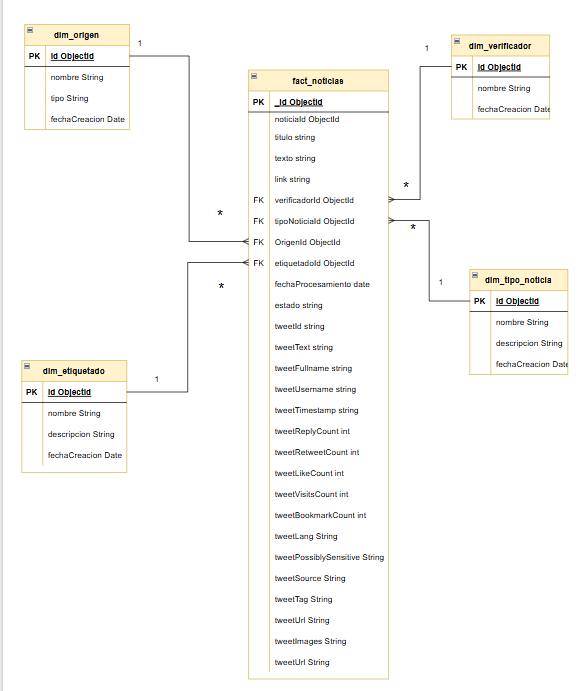 dim_origen
PK Id ObjectId
nombre String
tipo String
fechaCreacion Date
1
*
fact_noticias
PK _id ObjectId
noticiaId ObjectId
titulo string
texto string
link string
FK verificadorId ObjectId
FK tipoNoticiaId ObjectId
FK OrigenId ObjectId
FK etiquetadoId ObjectId
fechaProcesamiento date
estado string
tweetId string
tweetText string
tweetFullname string
tweetUsername string
tweetTimestamp string
tweetReplyCount int
tweetRetweetCount int
tweetLikeCount int
tweetVisitsCount int
tweetBookmarkCount int
tweetLang String
tweetPossiblySensitive String
tweetSource String
tweetTag String
tweetUrl String
tweetImages String
tweetUrl String
1
*
dim_verificador
PK Id ObjectId
nombre String
fechaCreacion Date
*
1
dim_tipo_noticia
PK Id ObjectId
nombre String
descripcion String
fechaCreacion Date
*
1
dim_etiquetado
PK Id ObjectId
nombre String
descripcion String
fechaCreacion Date